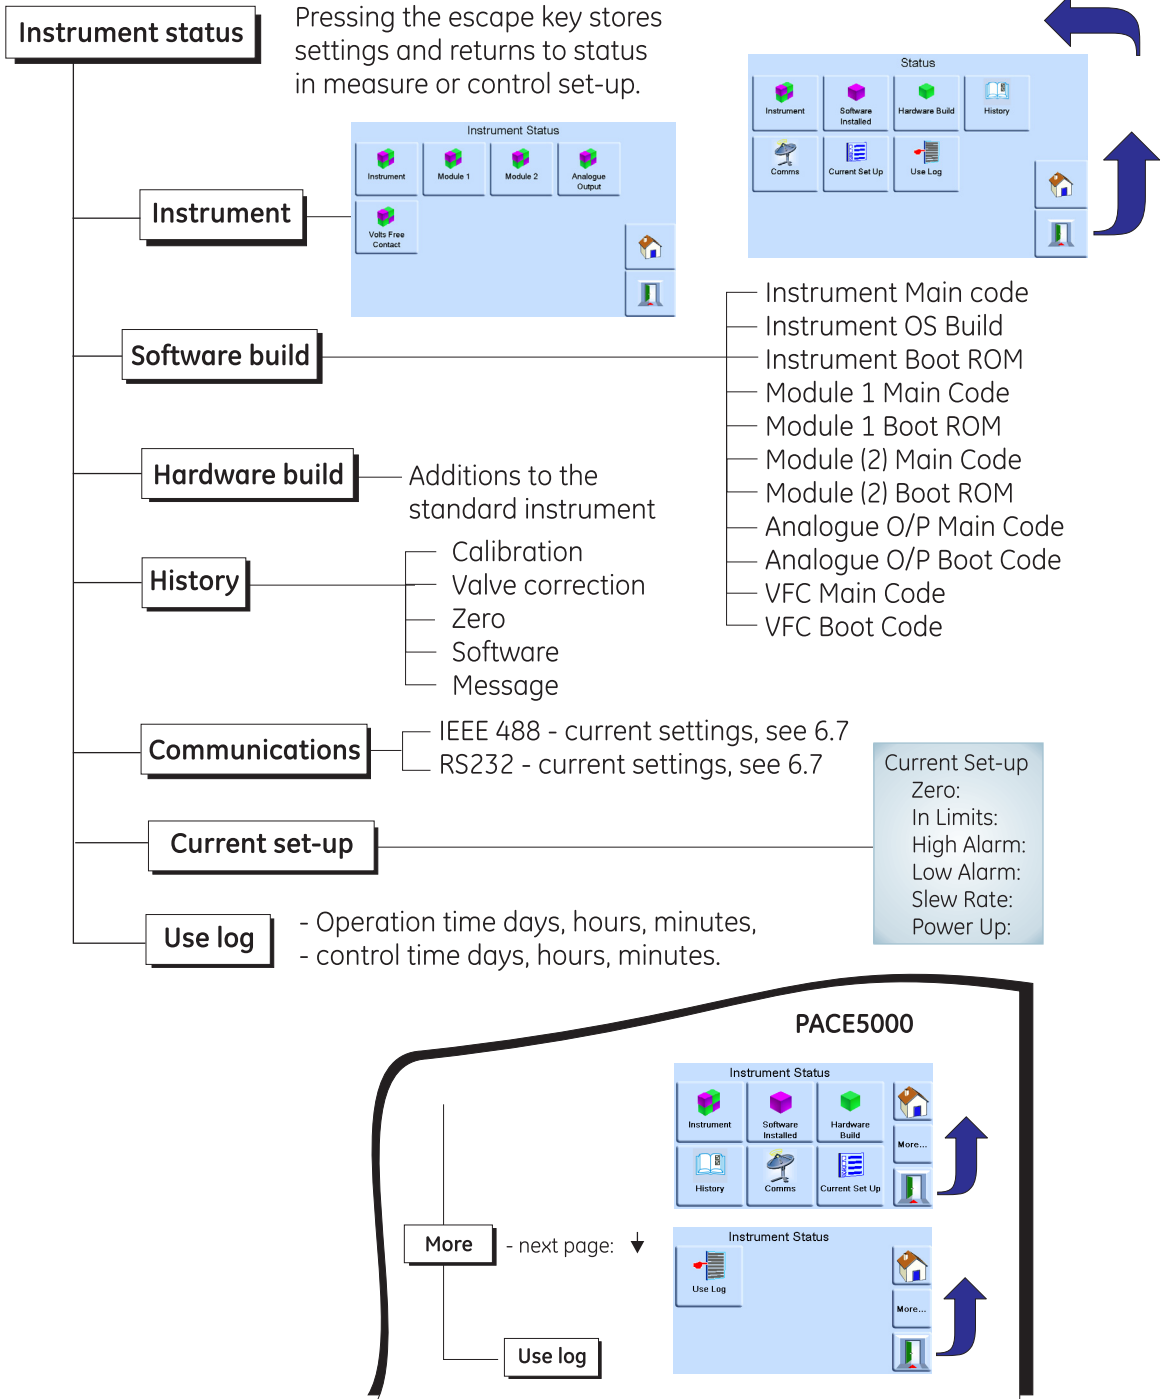 Instrument status
Pressing the escape key stores
settings and returns to status
in measure or control set-up.
Status
Instrument
Software
Installed
Hardware Build
History
Comms
Current Set Up
Use Log
Instrument Status
Instrument
Module 1
Module 2
Analogue
Output
Volts Free
Contact
Instrument
Software build
Instrument Main code
Instrument OS Build
Instrument Boot ROM
Module 1 Main Code
Module 1 Boot ROM
Module (2) Main Code
Module (2) Boot ROM
Analogue O/P Main Code
Analogue O/P Boot Code
VFC Main Code
VFC Boot Code
Hardware build
Additions to the
standard instrument
History
Calibration
Valve correction
Zero
Software
Message
Communications
IEEE 488 - current settings, see 6.7
RS232 - current settings, see 6.7
Current set-up
Current Set-up
Zero:
In Limits:
High Alarm:
Low Alarm:
Slew Rate:
Power Up:
Use log
- Operation time days, hours, minutes,
- control time days, hours, minutes.
PACE5000
Instrument Status
Instrument
Software
Installed
Hardware
Build
More...
History
Comms
Current Set Up
More
- next page:
Instrument Status
Use Log
More...
Use log